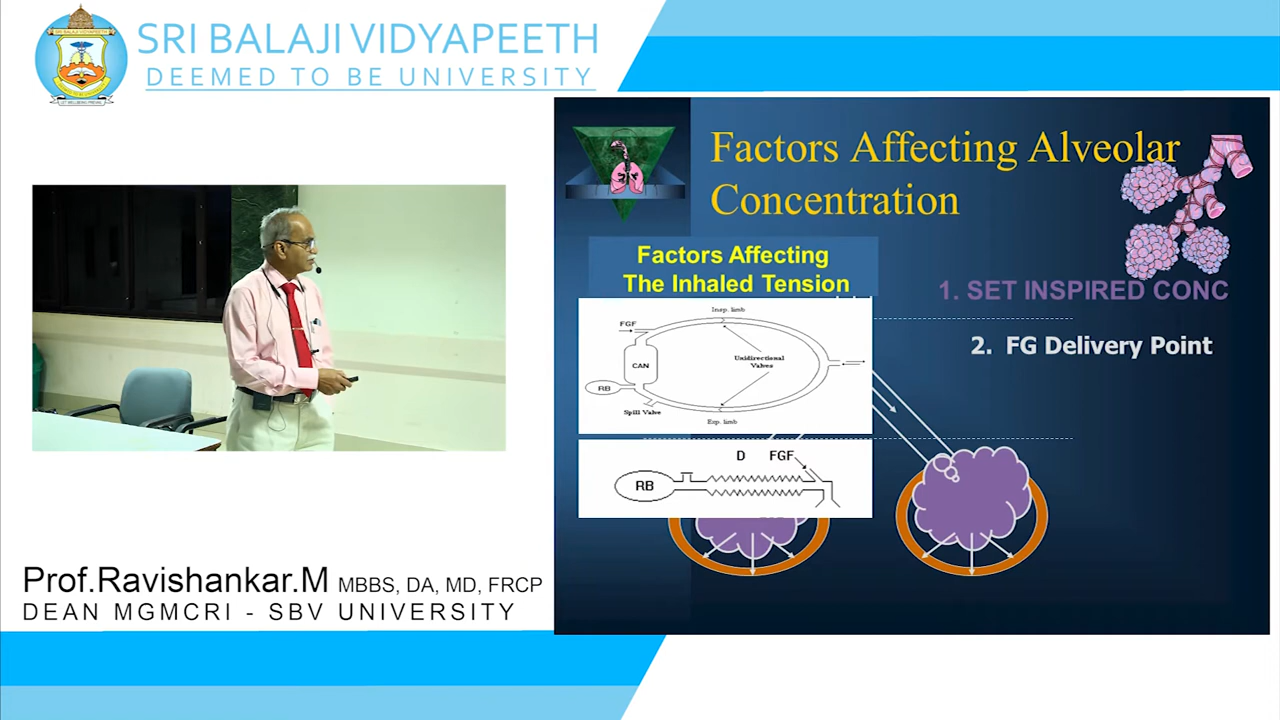 SRI BALAJI VIDYAPEETH
DEEMED TO BE UNIVERSITY
Factors Affecting Alveolar
Concentration
Factors Affecting
The Inhaled Tension
1. SET INSPIRED CONC
2. FG Delivery Point
Insp. limb
FGF
Unidirectional
Valves
CAN
RB
Spill Valve
Exp. limb
D FGF
RB
Prof.Ravishankar.M MBBS, DA, MD, FRCP
DEAN MGMCRI - SBV UNIVERSITY